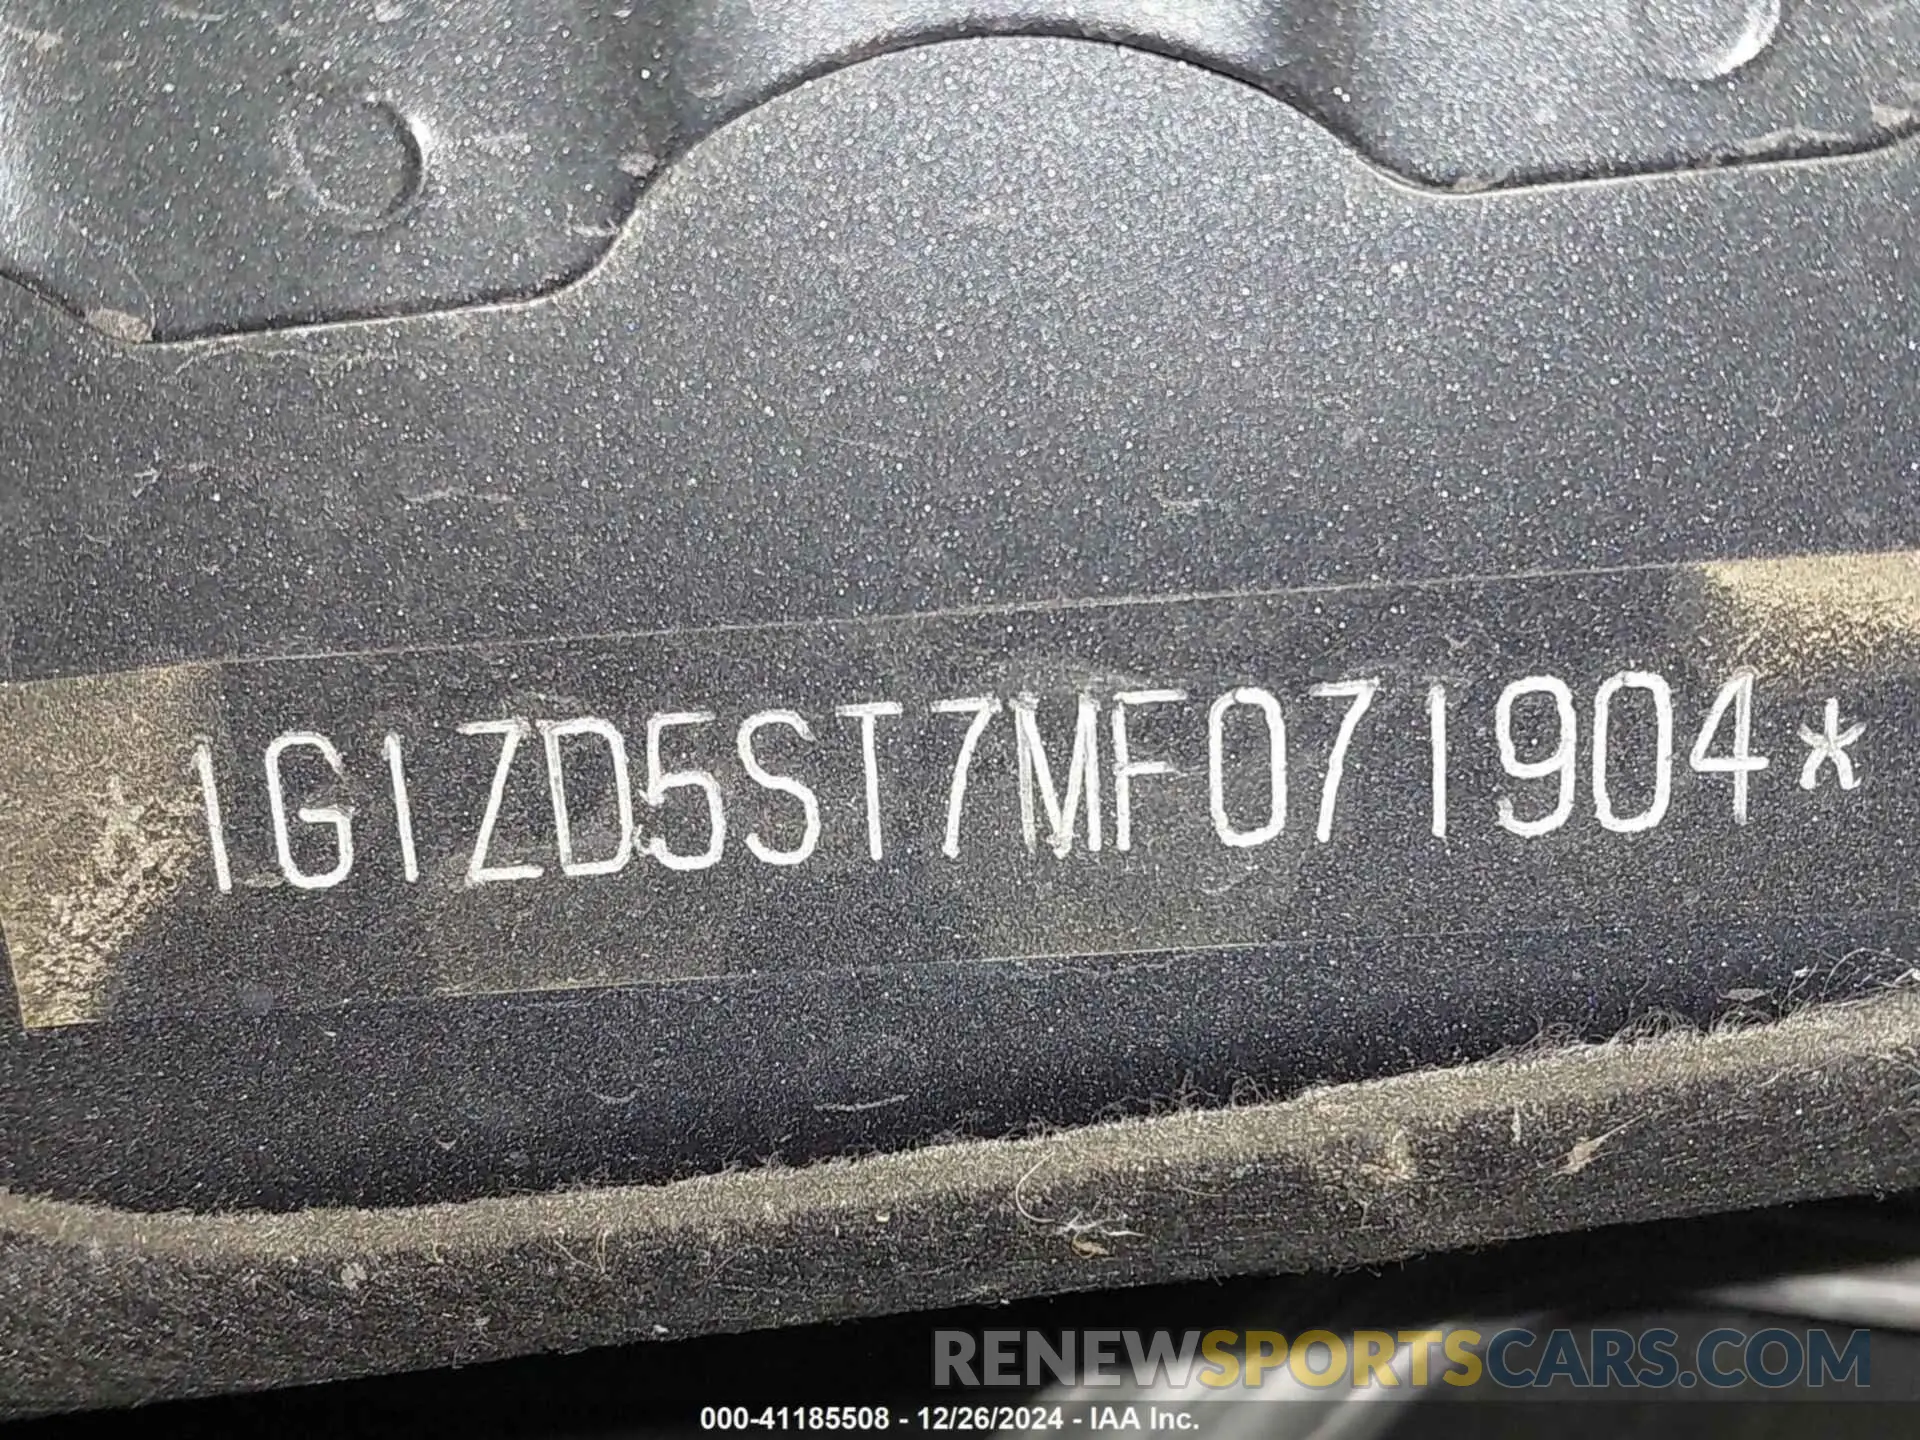 1G1ZD5ST7MF071904*
RENEWSPORTSCARS.COM
000-41185508 - 12/26/2024 - IAA Inc.